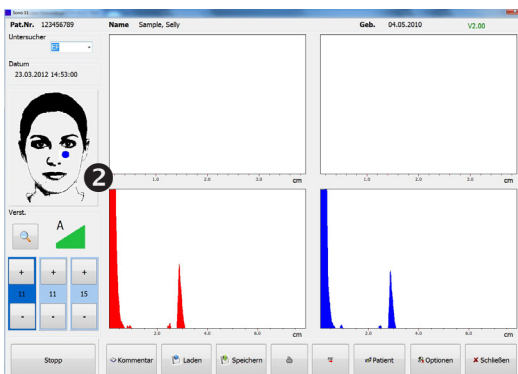 Pat.Nr. 123456789 Name Sample, Selly Geb. 04.05.2010 V2.00
Untersucher
EF
Datum
23.03.2012 14:53:00
2
1.0 2.0 3.0 cm
1.0 2.0 3.0 cm
Verst.
A
+ + +
11 11 15
- - -
2.0 4.0 6.0 cm
2.0 4.0 6.0 cm
Stopp Kommentar Laden Speichern Patient Optionen Schließen